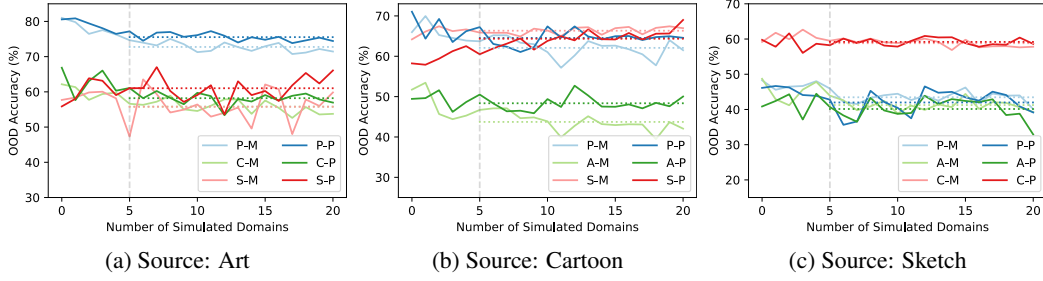 OOD Accuracy (%)
90
80
70
60
50
40
30
P–M
C–M
S–M
P–P
C–P
S–P
0
5
10
15
20
Number of Simulated Domains
(a) Source: Art
OOD Accuracy (%)
70
60
50
40
30
P–M
A–M
S–M
P–P
A–P
S–P
0
5
10
15
20
Number of Simulated Domains
(b) Source: Cartoon
OOD Accuracy (%)
60
50
40
30
20
P–M
A–M
C–M
P–P
A–P
C–P
0
5
10
15
20
Number of Simulated Domains
(c) Source: Sketch